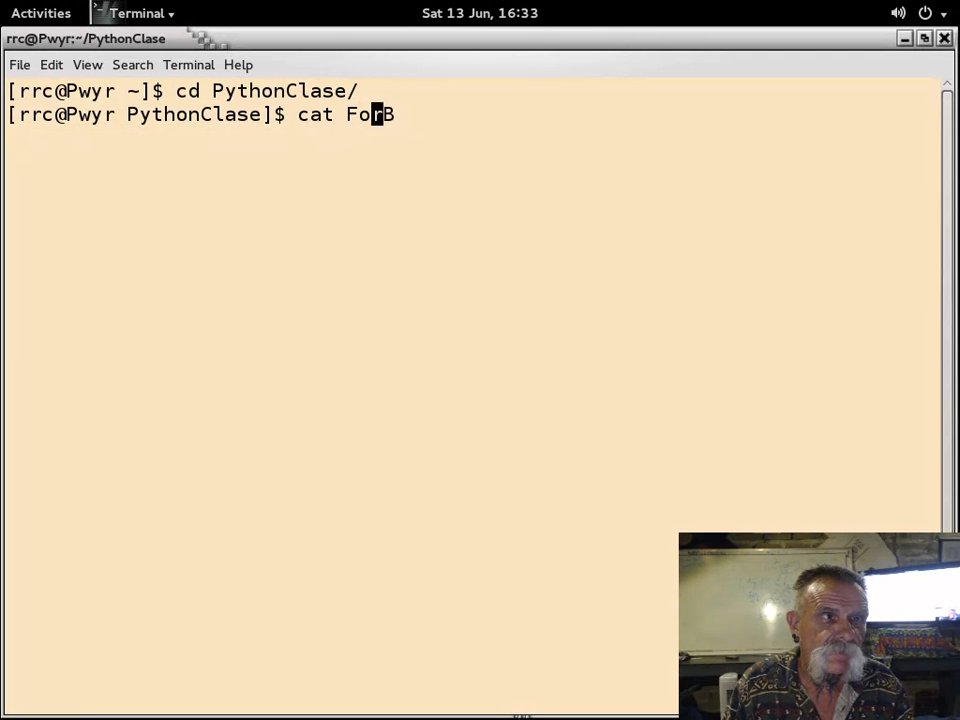 Activities Terminal Sat 13 Jun, 16:33
rrc@Pwyr:~/PythonClase
File Edit View Search Terminal Help
[rrc@Pwyr ~]$ cd PythonClase/
[rrc@Pwyr PythonClase]$ cat ForB